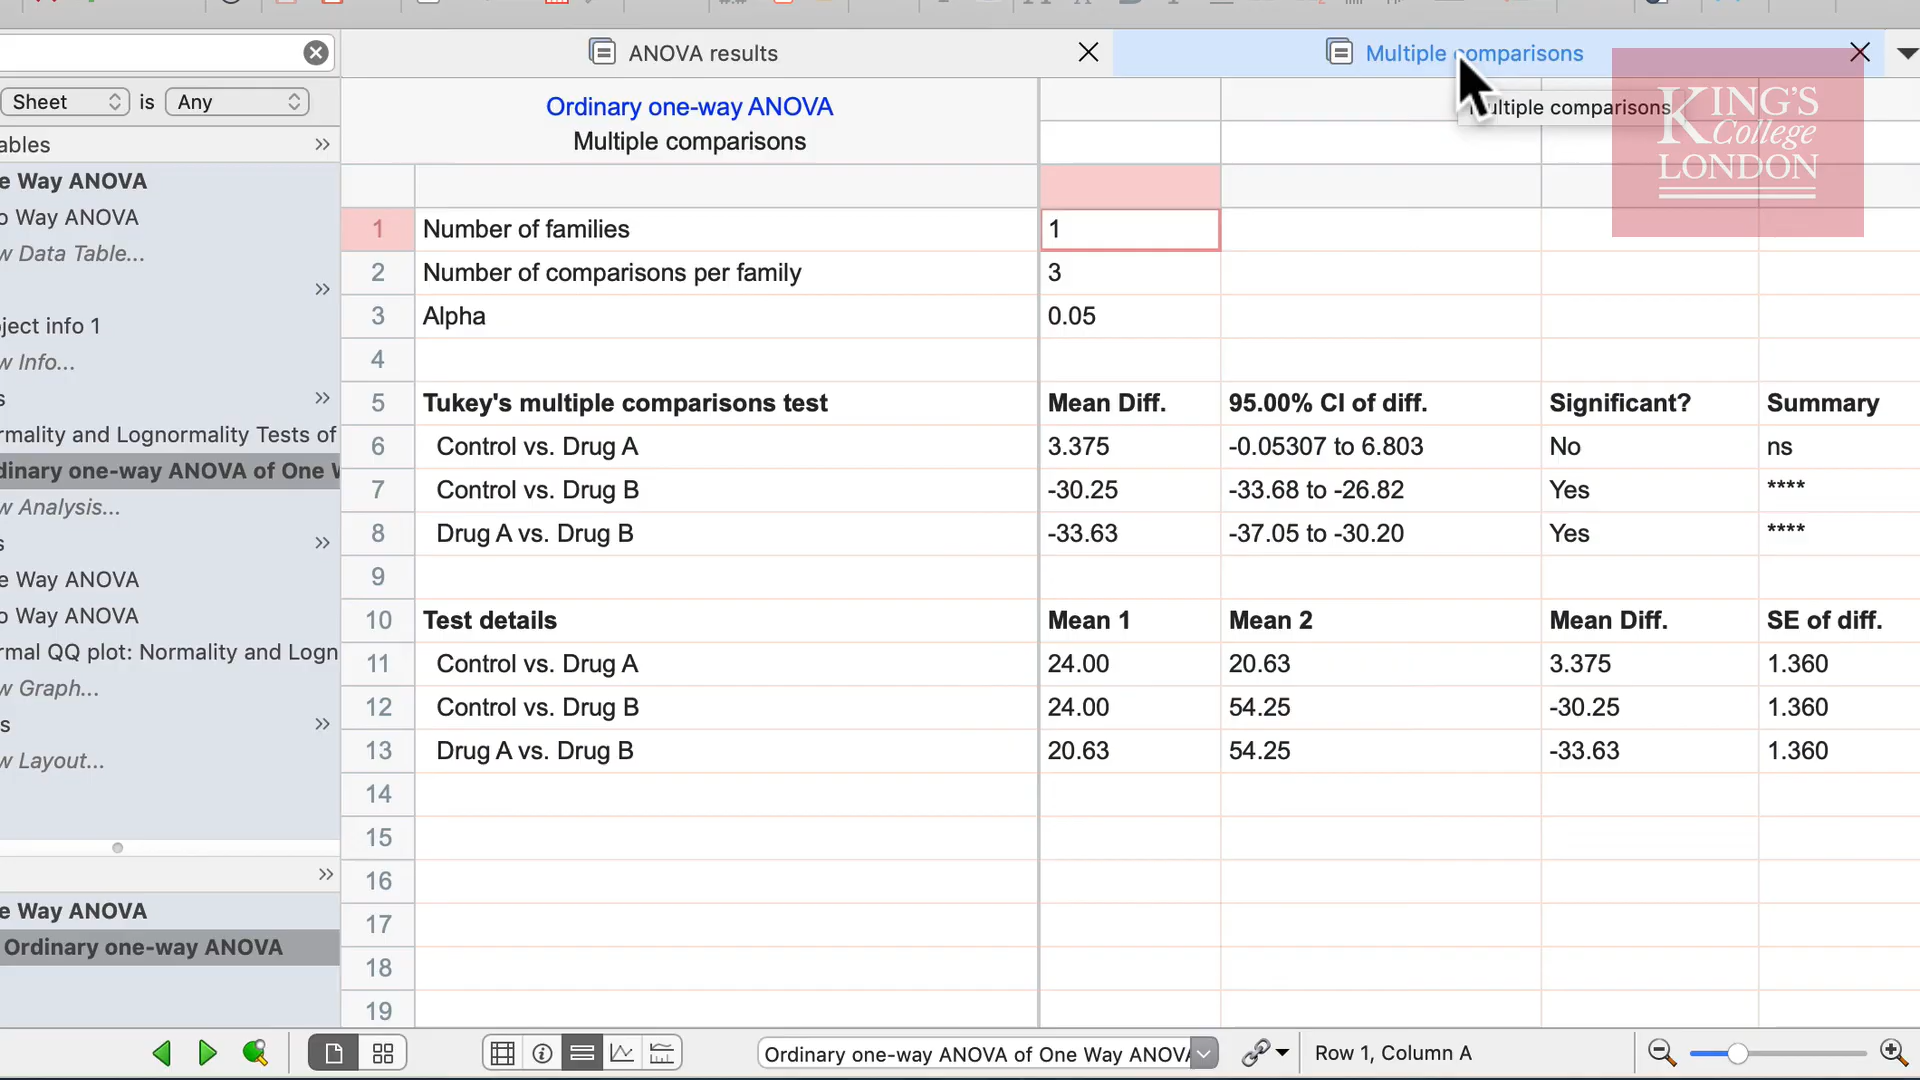 ANOVA results
Multiple comparisons
Sheet is Any
Multiple comparisons
KING'S
College
LONDON
Ordinary one-way ANOVA
Multiple comparisons
ables
e Way ANOVA
o Way ANOVA
w Data Table...
ject info 1
w Info...
s
rmality and Lognormality Tests of
dinary one-way ANOVA of One W
w Analysis...
s
e Way ANOVA
o Way ANOVA
rmal QQ plot: Normality and Logn
w Graph...
s
w Layout...
e Way ANOVA
Ordinary one-way ANOVA
1 Number of families 1
2 Number of comparisons per family 3
3 Alpha 0.05
4
5 Tukey's multiple comparisons test Mean Diff. 95.00% CI of diff. Significant? Summary
6 Control vs. Drug A 3.375 -0.05307 to 6.803 No ns
7 Control vs. Drug B -30.25 -33.68 to -26.82 Yes ****
8 Drug A vs. Drug B -33.63 -37.05 to -30.20 Yes ****
9
10 Test details Mean 1 Mean 2 Mean Diff. SE of diff.
11 Control vs. Drug A 24.00 20.63 3.375 1.360
12 Control vs. Drug B 24.00 54.25 -30.25 1.360
13 Drug A vs. Drug B 20.63 54.25 -33.63 1.360
14
15
16
17
18
19
Ordinary one-way ANOVA of One Way ANOVA
Row 1, Column A